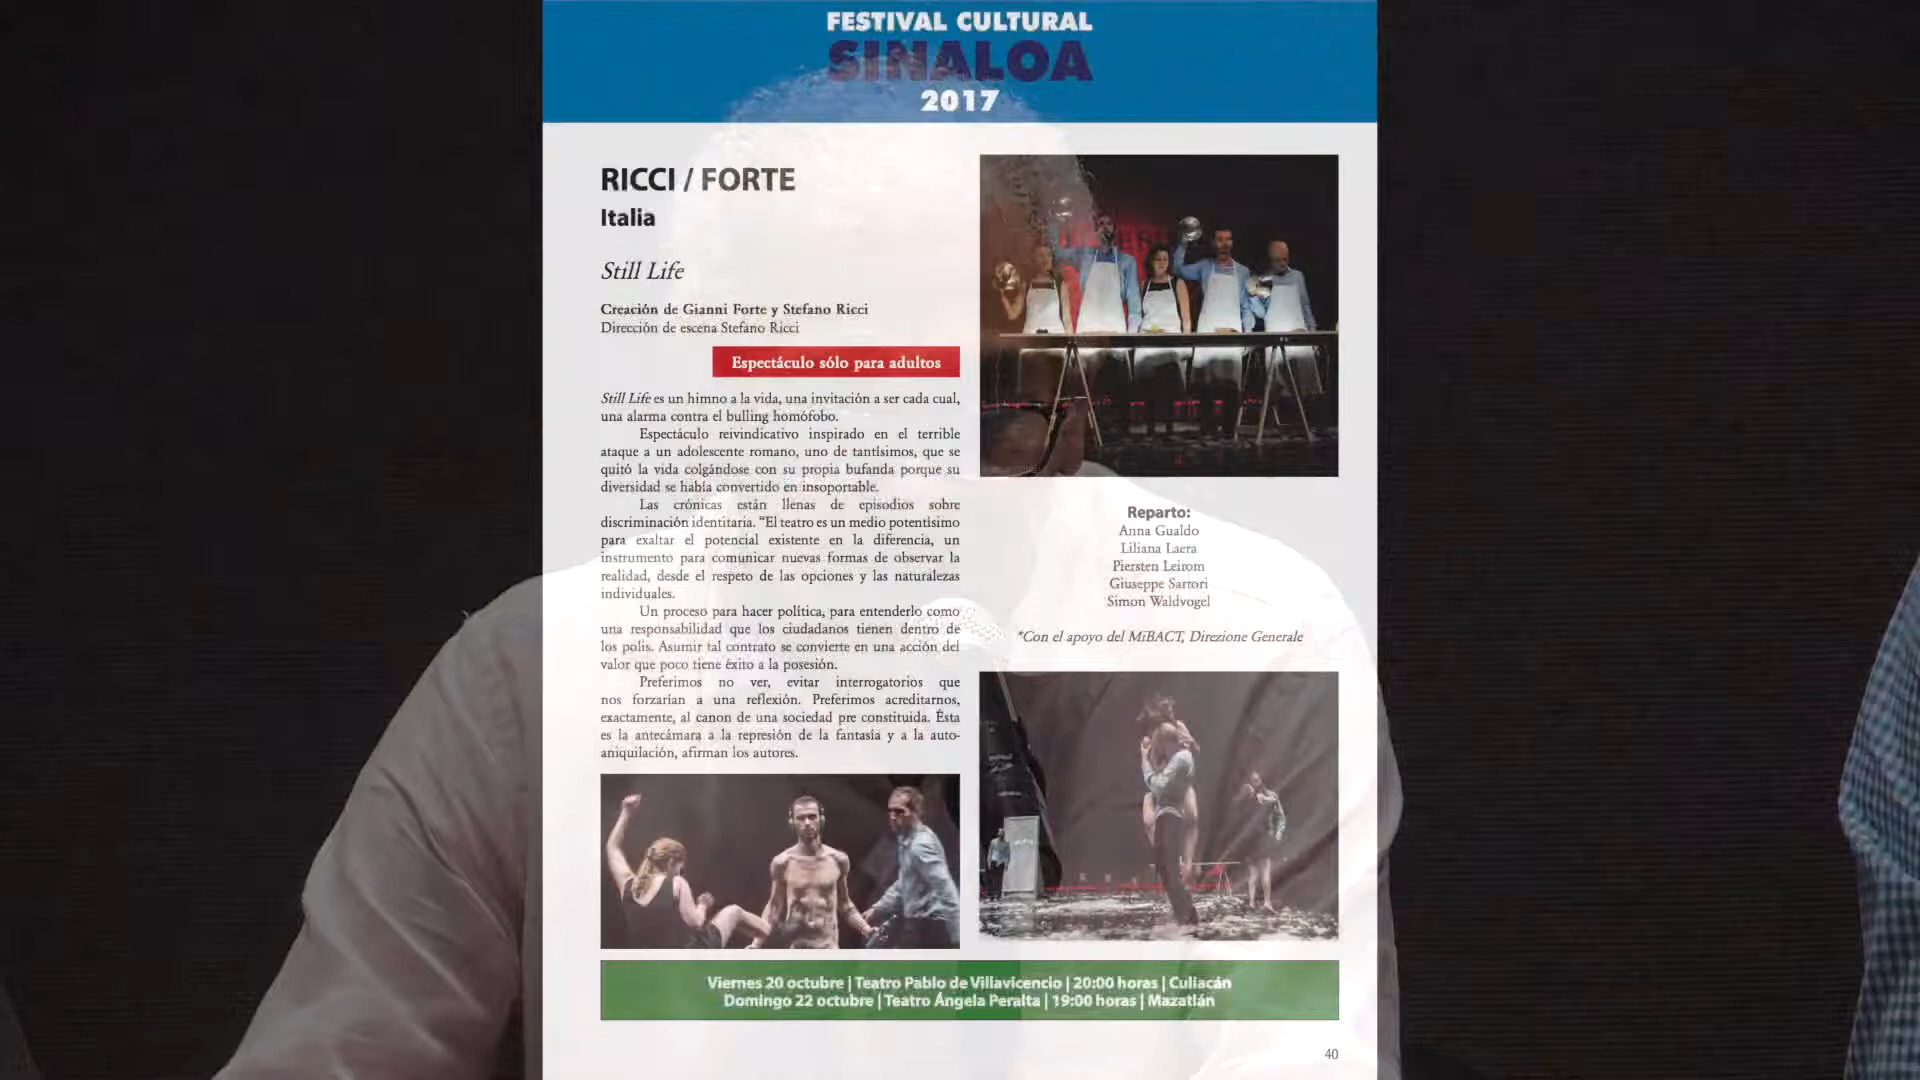 FESTIVAL CULTURAL
SINALOA
2017
RICCI / FORTE
Italia
Still Life
Creación de Gianni Forte y Stefano Ricci
Dirección de escena Stefano Ricci
Espectáculo sólo para adultos
Still Life es un himno a la vida, una invitación a ser cada cual,
una alarma contra el bulling homófobo.
Espectáculo reivindicativo inspirado en el terrible
ataque a un adolescente romano, uno de tantísimos, que se
quitó la vida colgándose con su propia bufanda porque su
diversidad se había convertido en insoportable.
Las crónicas están llenas de episodios sobre
discriminación identitaria. “El teatro es un medio potentísimo
para exaltar el potencial existente en la diferencia, un
instrumento para comunicar nuevas formas de observar la
realidad, desde el respeto de las opciones y las naturalezas
individuales.
Un proceso para hacer política, para entenderlo como
una responsabilidad que los ciudadanos tienen dentro de
los polis. Asumir tal contrato se convierte en una acción del
valor que poco tiene éxito a la posesión.
Preferimos no ver, evitar interrogatorios que
nos forzarían a una reflexión. Preferimos acreditarnos,
exactamente, al canon de una sociedad pre constituida. Ésta
es la antecámara a la represión de la fantasía y a la auto-
aniquilación, afirman los autores.
Reparto:
Anna Gualdo
Liliana Laera
Piersten Leirom
Giuseppe Sartori
Simon Waldvogel
*Con el apoyo del MiBACT, Direzione Generale
Viernes 20 octubre | Teatro Pablo de Villavicencio | 20:00 horas | Culiacán
Domingo 22 octubre | Teatro Ángela Peralta | 19:00 horas | Mazatlán
40